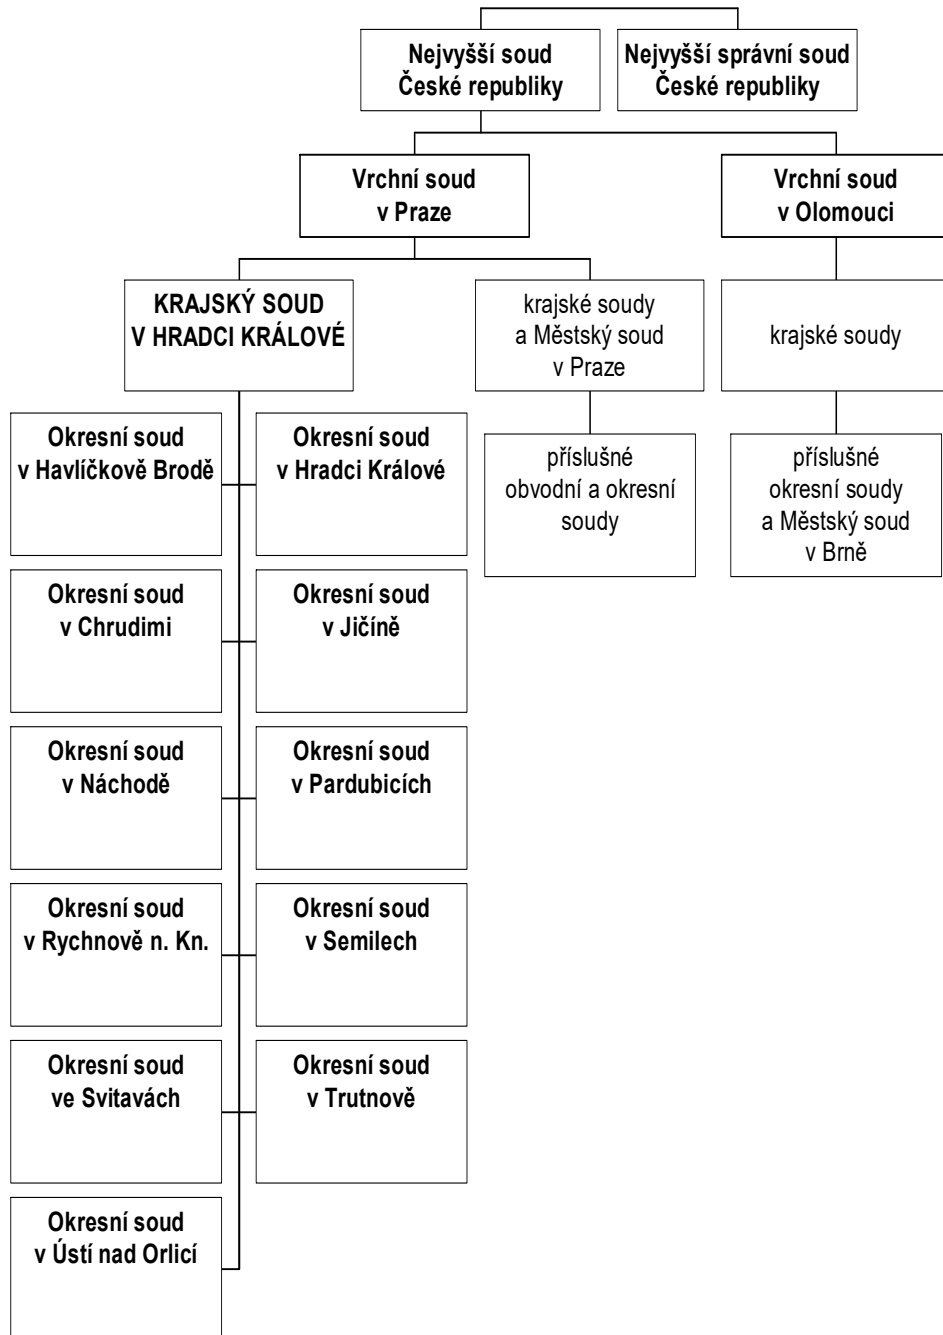 Nejvyšší soud
České republiky
Nejvyšší správní soud
České republiky
Vrchní soud
v Praze
Vrchní soud
v Olomouci
KRAJSKÝ SOUD
V HRADCI KRÁLOVÉ
krajské soudy
a Městský soud
v Praze
krajské soudy
Okresní soud
v Havlíčkově Brodě
Okresní soud
v Hradci Králové
příslušné
obvodní a okresní
soudy
příslušné
okresní soudy
a Městský soud
v Brně
Okresní soud
v Chrudimi
Okresní soud
v Jičíně
Okresní soud
v Náchodě
Okresní soud
v Pardubicích
Okresní soud
v Rychnově n. Kn.
Okresní soud
v Semilech
Okresní soud
ve Svitavách
Okresní soud
v Trutnově
Okresní soud
v Ústí nad Orlicí